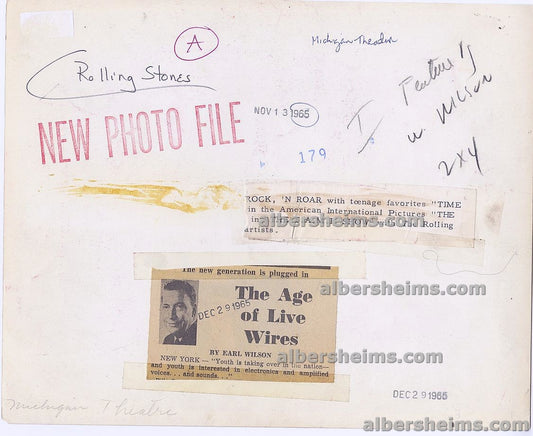 A
Michigan Theatre
Rolling Stones
NEW PHOTO FILE
NOV 13 1965
179
I
Feature
W. Wilson
2x4
ROCK, 'N ROAR with teenage favorites "TIME
in the American International Pictures "THE
Rolling
artists.
albersheims.com
The new generation is plugged in
albersheims.com
The Age
of Live
Wires
DEC 29 1965
BY EARL WILSON
albersheims.com
NEW YORK — "Youth is taking over in the nation—
and youth is interested in electronics and amplified
voices . . . and sounds. . ."
DEC 29 1965
Michigan Theatre
albersheims.com